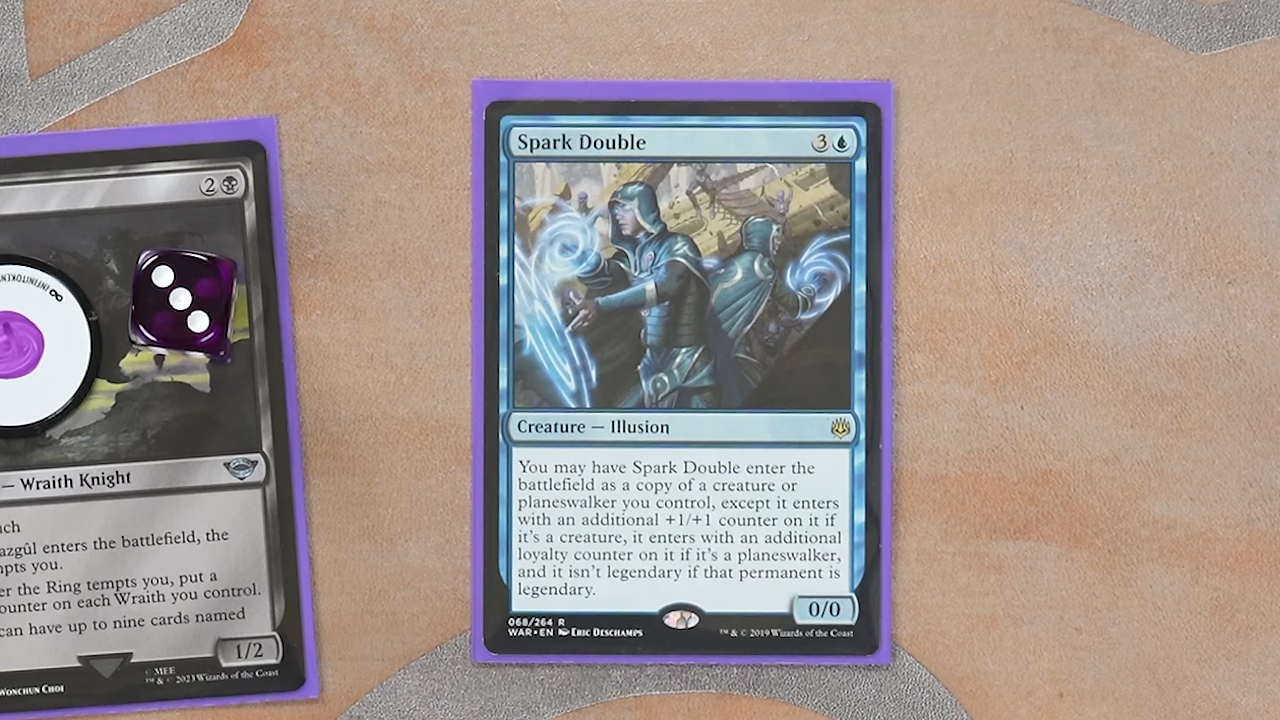 2
INFINITOKEN
— Wraith Knight
ach
azgûl enters the battlefield, the
mpts you.
er the Ring tempts you, put a
ounter on each Wraith you control.
can have up to nine cards named
1/2
© MEE
Wonchun Choi
™ & © 2023 Wizards of the Coast
Spark Double
3
Creature — Illusion
You may have Spark Double enter the
battlefield as a copy of a creature or
planeswalker you control, except it enters
with an additional +1/+1 counter on it if
it's a creature, it enters with an additional
loyalty counter on it if it's a planeswalker,
and it isn't legendary if that permanent is
legendary.
0/0
068/264 R
WAR • EN Eric Deschamps
™ & © 2019 Wizards of the Coast